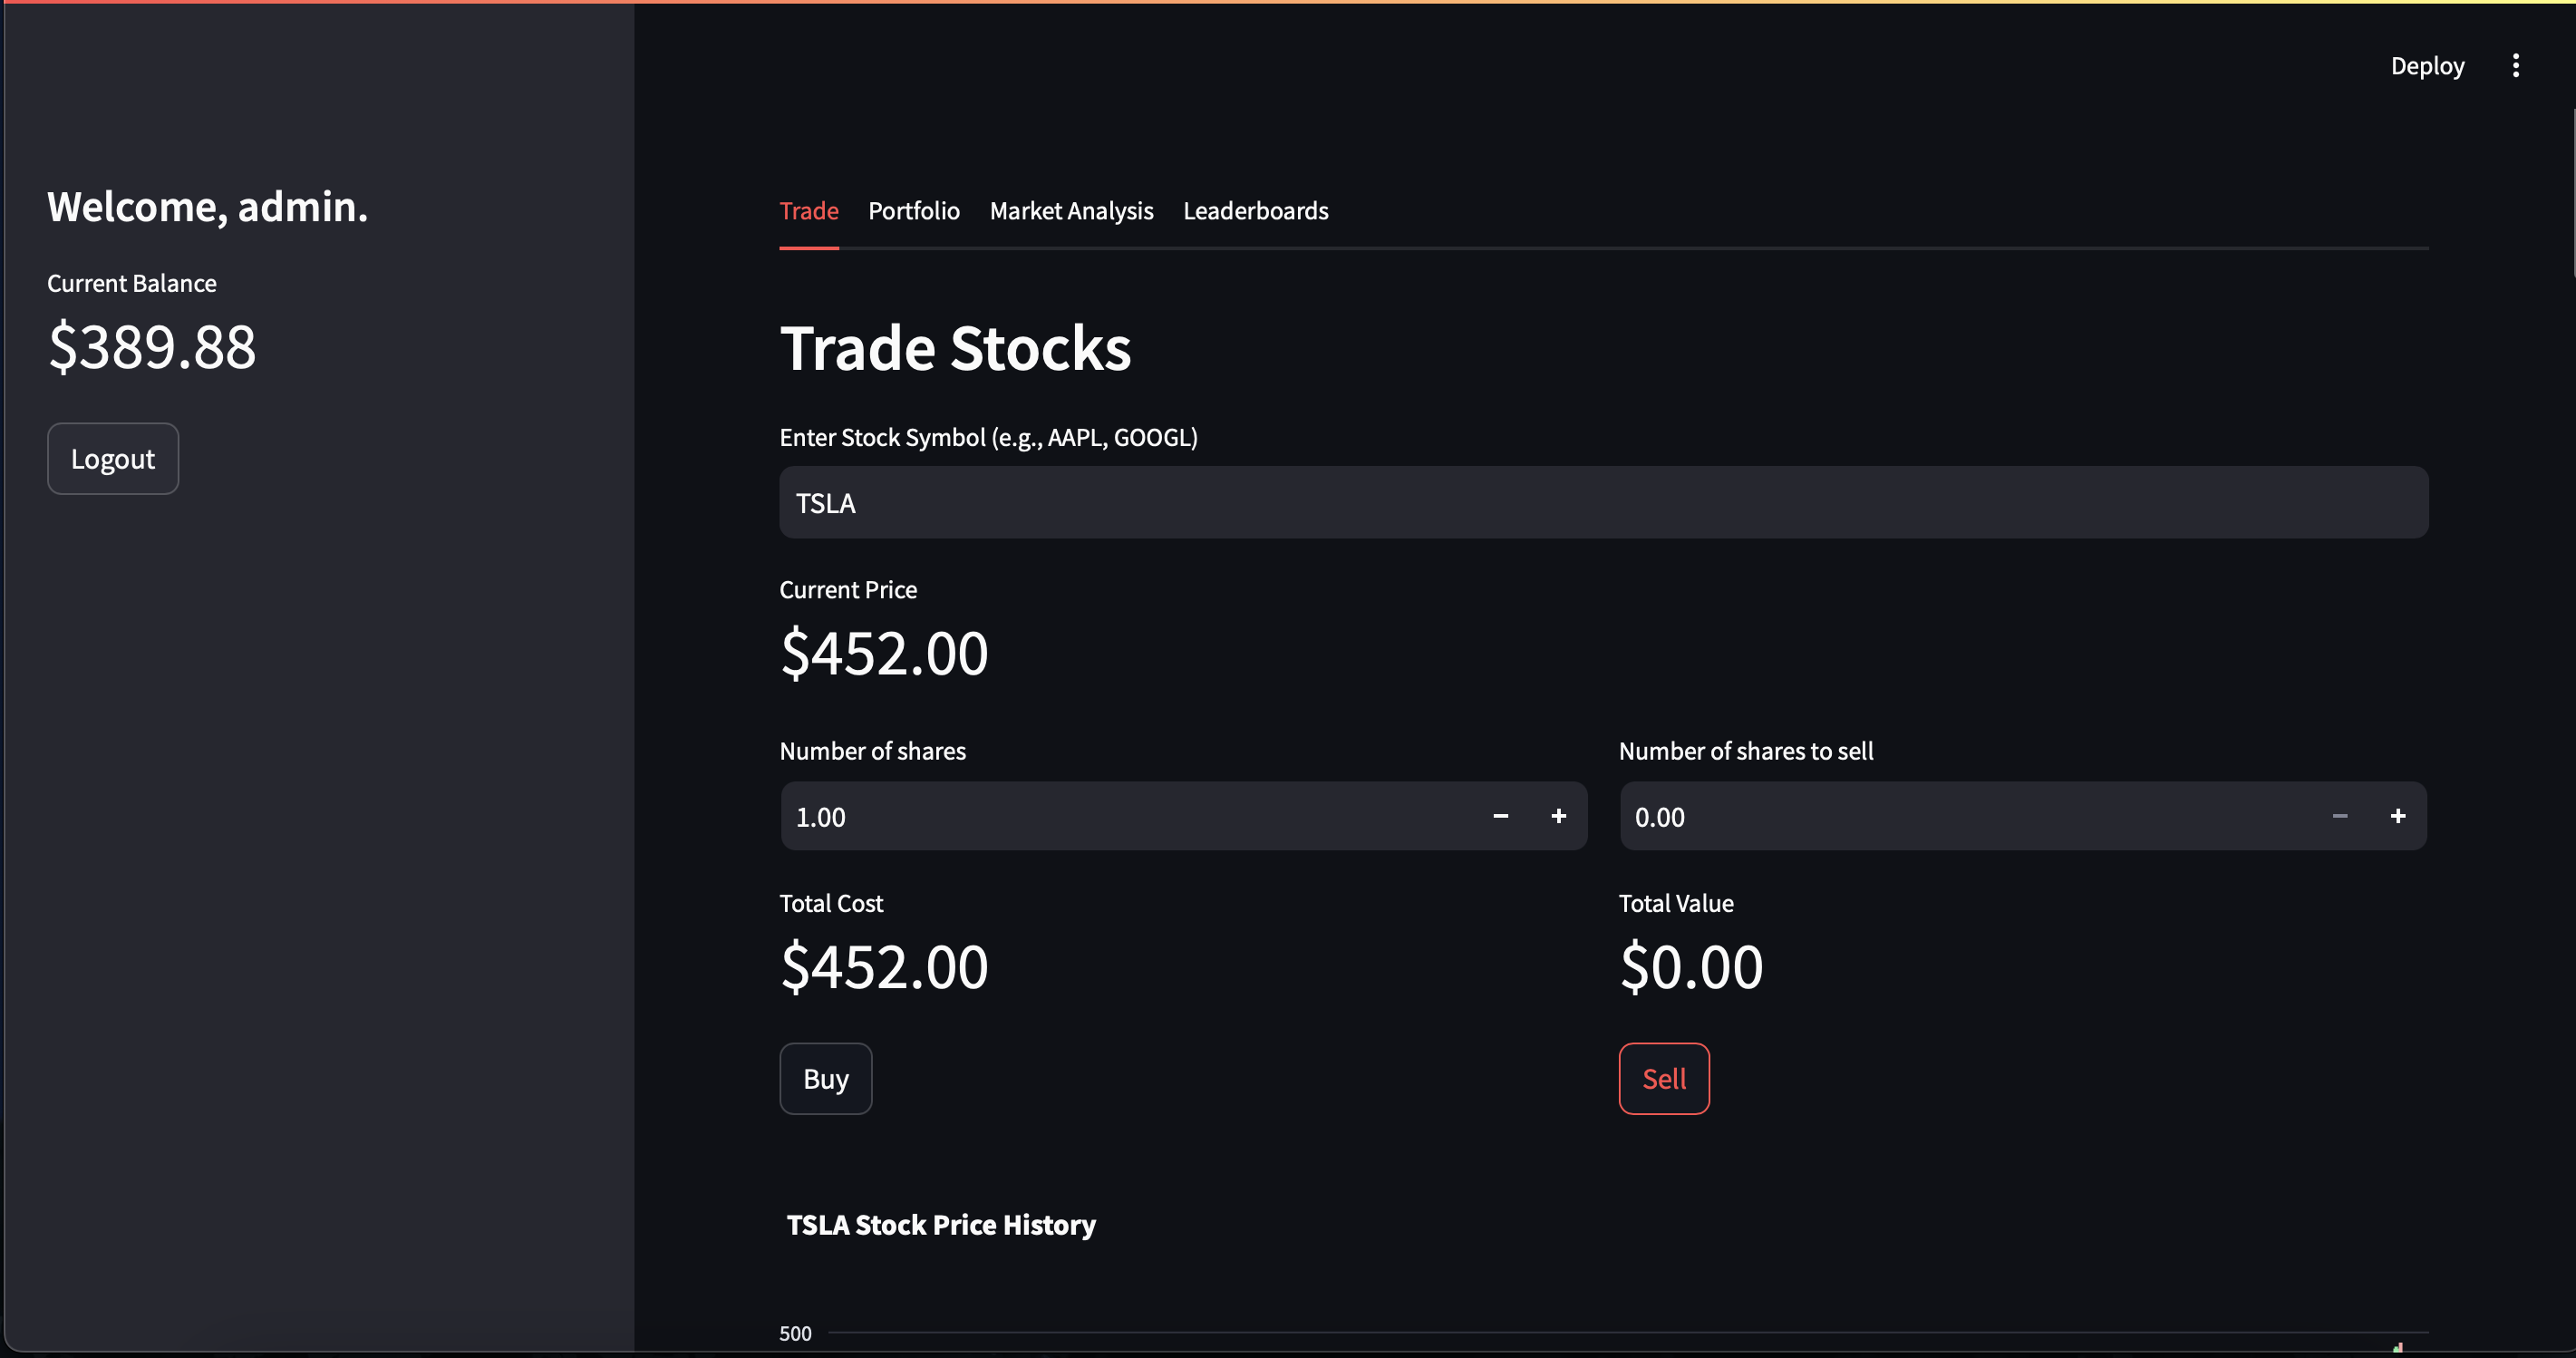 Deploy
Welcome, admin.
Current Balance
$389.88
Logout
Trade Portfolio Market Analysis Leaderboards
Trade Stocks
Enter Stock Symbol (e.g., AAPL, GOOGL)
TSLA
Current Price
$452.00
Number of shares
1.00
Total Cost
$452.00
Buy
Number of shares to sell
0.00
Total Value
$0.00
Sell
TSLA Stock Price History
500